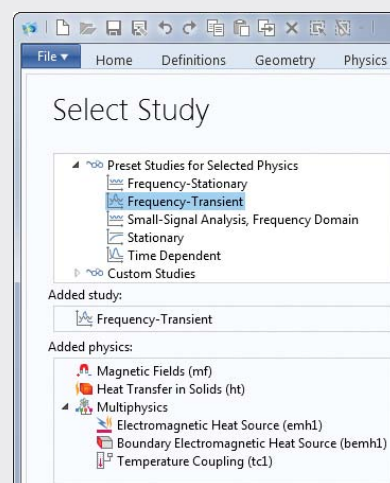 File Home Definitions Geometry Physics
Select Study
Preset Studies for Selected Physics
Frequency-Stationary
Frequency-Transient
Small-Signal Analysis, Frequency Domain
Stationary
Time Dependent
Custom Studies
Added study:
Frequency-Transient
Added physics:
Magnetic Fields (mf)
Heat Transfer in Solids (ht)
Multiphysics
Electromagnetic Heat Source (emh1)
Boundary Electromagnetic Heat Source (bemh1)
Temperature Coupling (tc1)